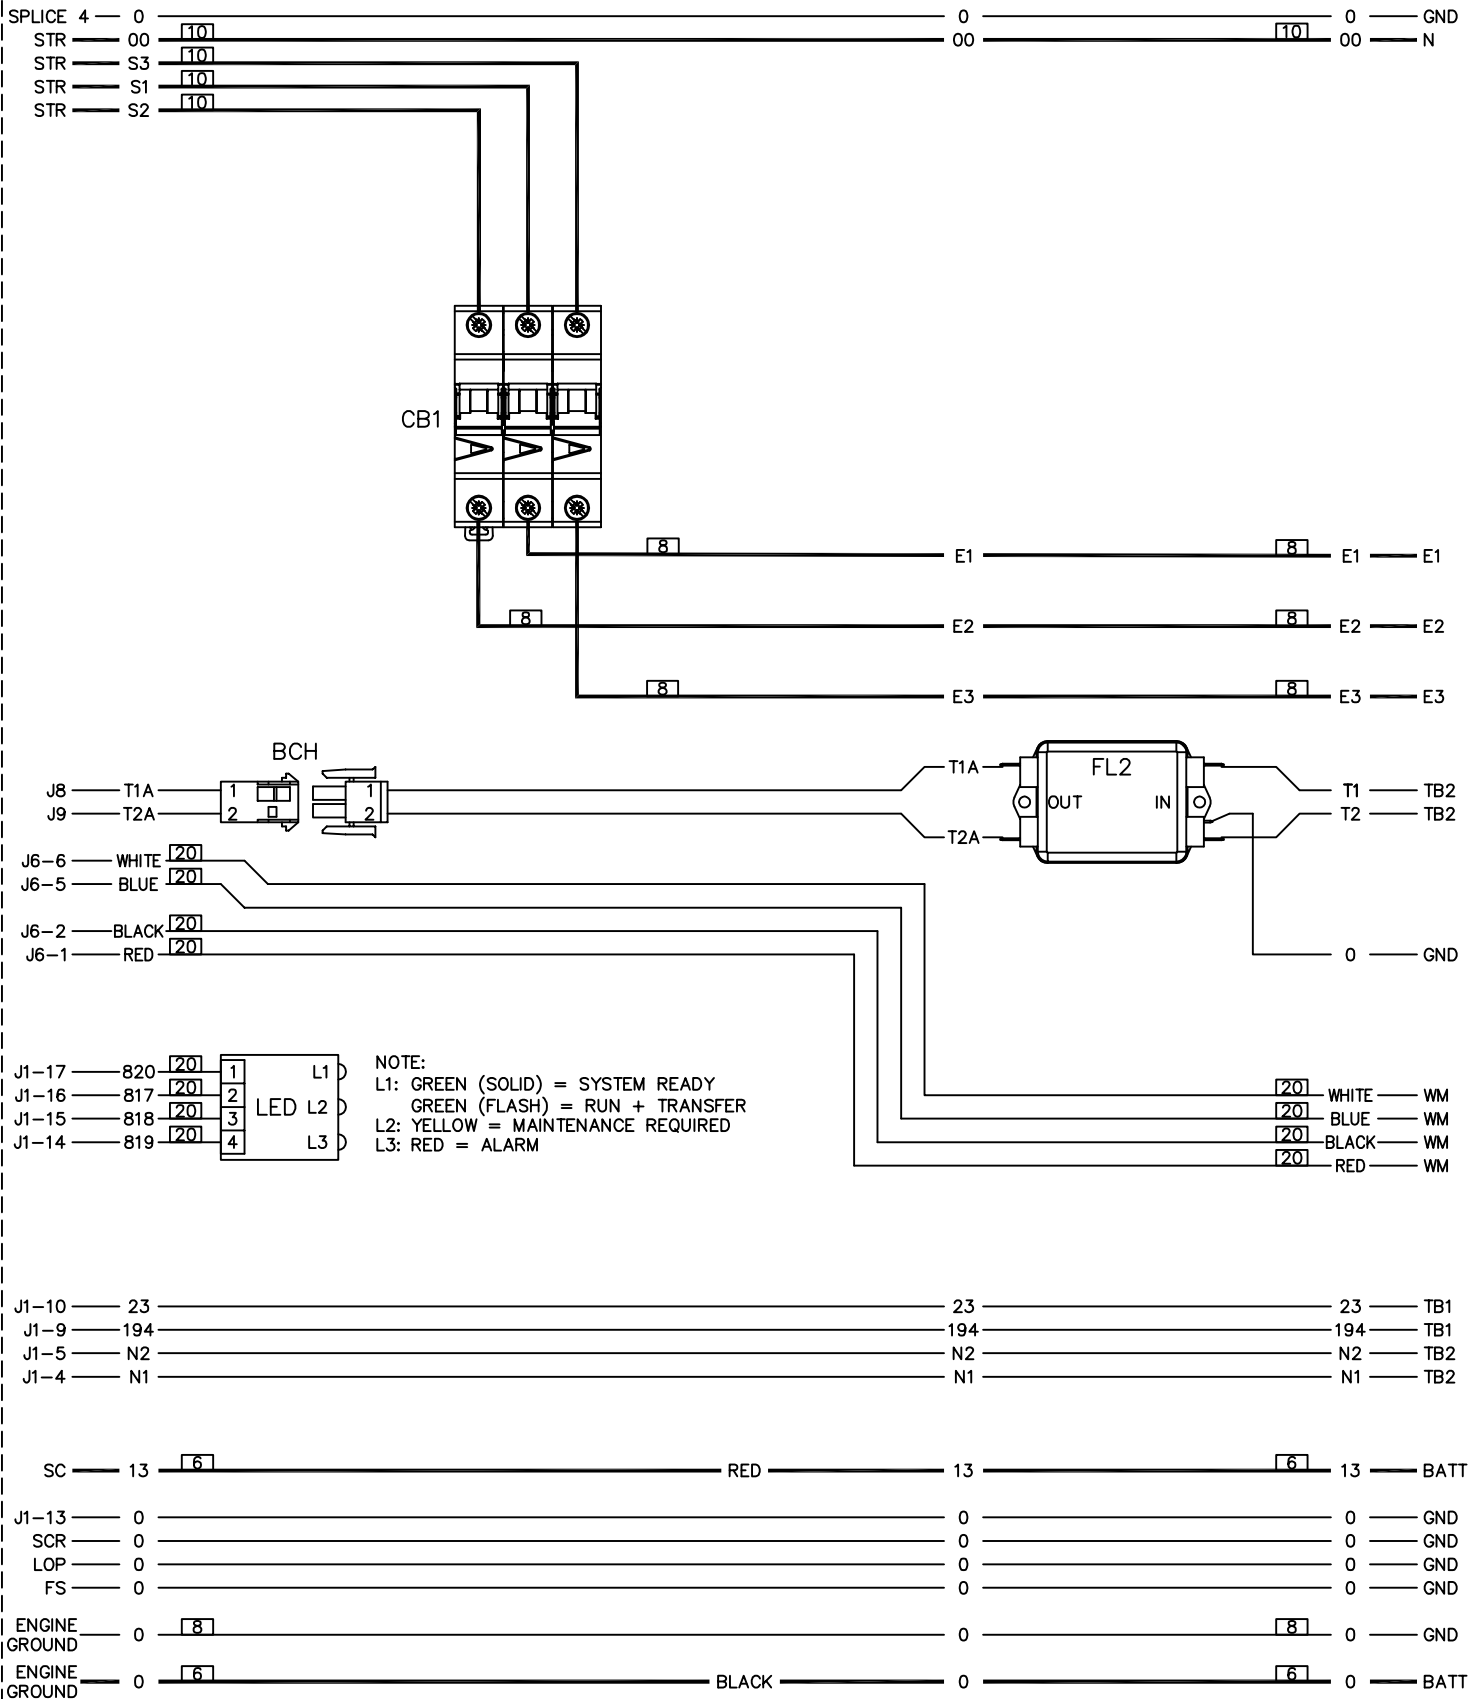 SPLICE 4 0 0 0 GND
STR 00 10 00 10 00 N
STR S3 10
STR S1 10
STR S2 10
CB1
8 E1 8 E1 E1
8 E2 8 E2 E2
8 E3 8 E3 E3
BCH
FL2
OUT IN
J8 T1A 1 1 T1A T1 TB2
J9 T2A 2 2 T2A T2 TB2
J6-6 WHITE 20
J6-5 BLUE 20
J6-2 BLACK 20
J6-1 RED 20
0 GND
J1-17 820 20 1 L1
J1-16 817 20 2
J1-15 818 20 3
J1-14 819 20 4 L3
LED L2
NOTE:
L1: GREEN (SOLID) = SYSTEM READY
GREEN (FLASH) = RUN + TRANSFER
L2: YELLOW = MAINTENANCE REQUIRED
L3: RED = ALARM
20 WHITE WM
20 BLUE WM
20 BLACK WM
20 RED WM
J1-10 23 23 23 TB1
J1-9 194 194 194 TB1
J1-5 N2 N2 N2 TB2
J1-4 N1 N1 N1 TB2
SC 13 6 RED 13 6 13 BATT
J1-13 0 0 0 GND
SCR 0 0 0 GND
LOP 0 0 0 GND
FS 0 0 0 GND
ENGINE
GROUND 0 8 0 8 0 GND
ENGINE
GROUND 0 6 BLACK 0 6 0 BATT